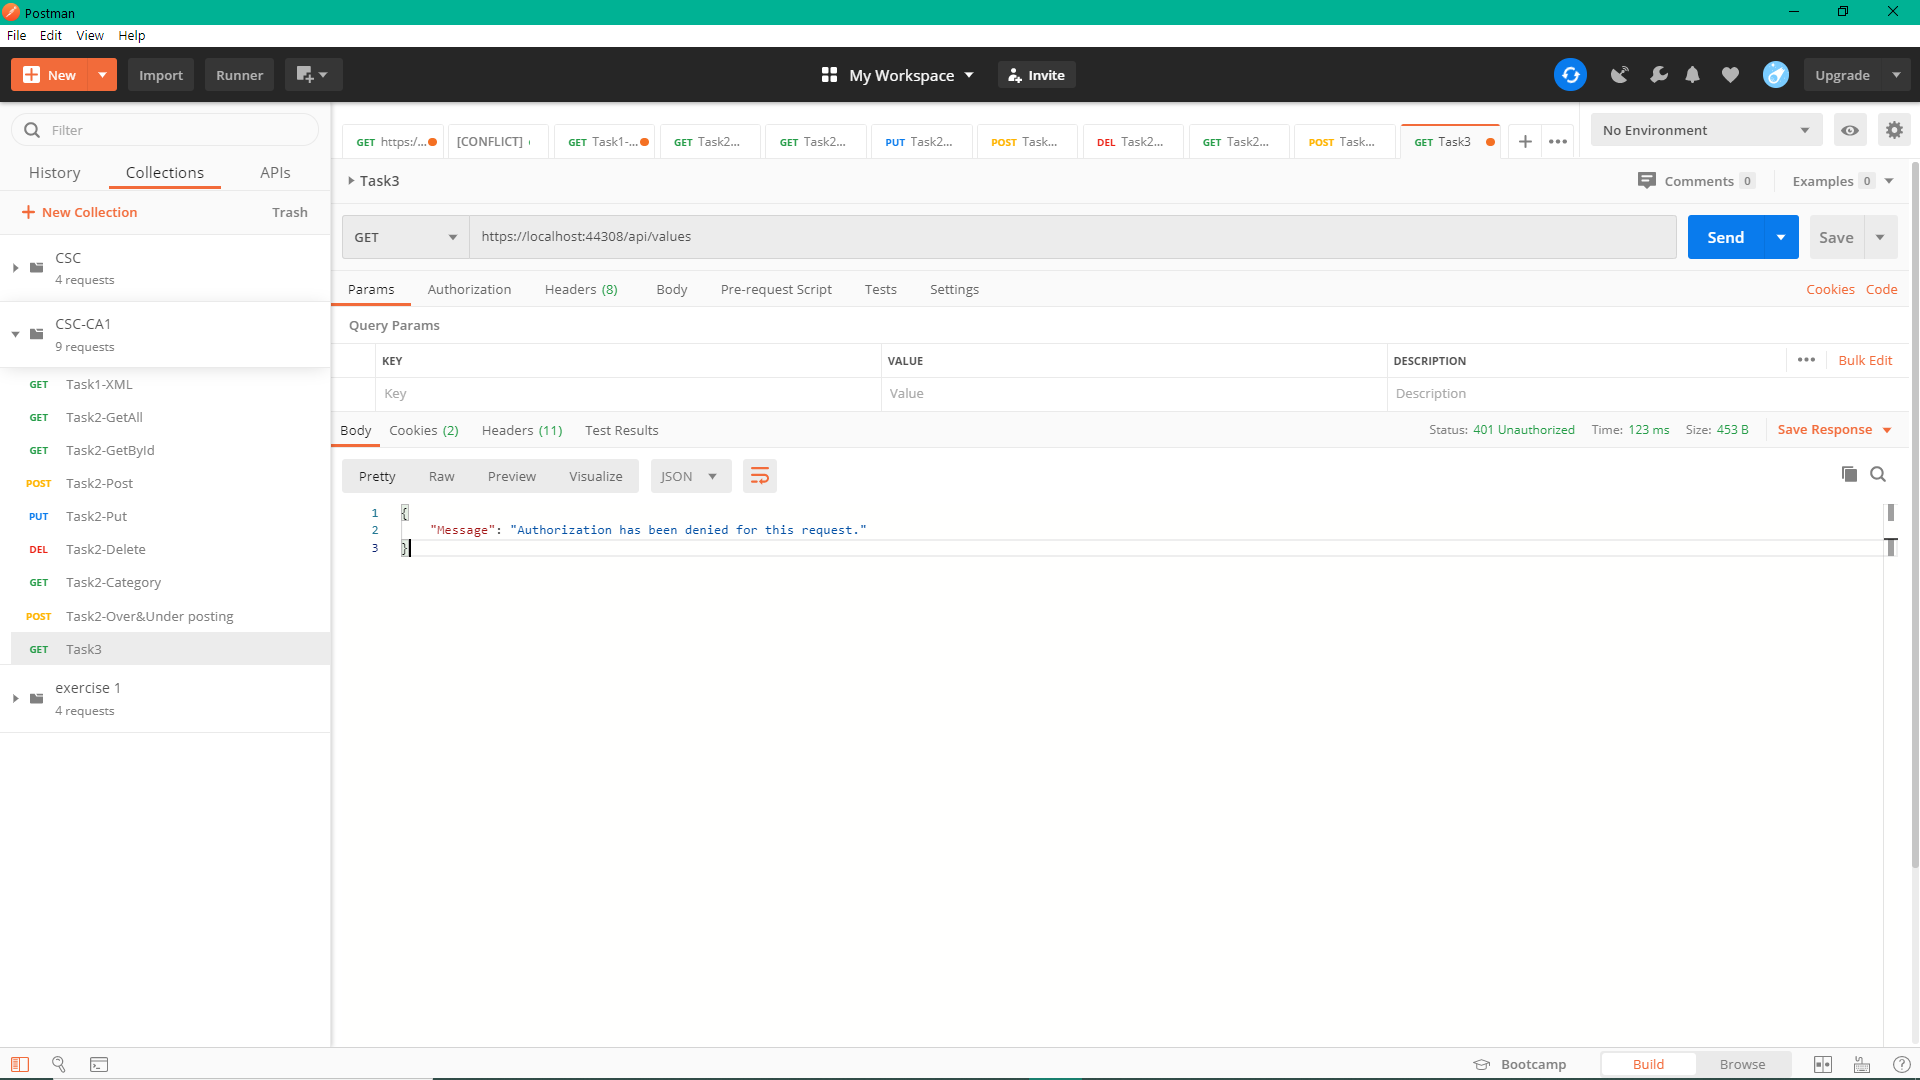 Postman
File Edit View Help
New Import Runner My Workspace Invite Upgrade
Filter
History Collections APIs
New Collection Trash
CSC
4 requests
CSC-CA1
9 requests
GET Task1-XML
GET Task2-GetAll
GET Task2-GetById
POST Task2-Post
PUT Task2-Put
DEL Task2-Delete
GET Task2-Category
POST Task2-Over&Under posting
GET Task3
exercise 1
4 requests
GET https:/... [CONFLICT] GET Task1-... GET Task2... GET Task2... PUT Task2... POST Task... DEL Task2... GET Task2... POST Task... GET Task3 No Environment
Task3 Comments 0 Examples 0
GET https://localhost:44308/api/values Send Save
Params Authorization Headers (8) Body Pre-request Script Tests Settings Cookies Code
Query Params
KEY VALUE DESCRIPTION Bulk Edit
Key Value Description
Body Cookies (2) Headers (11) Test Results Status: 401 Unauthorized Time: 123 ms Size: 453 B Save Response
Pretty Raw Preview Visualize JSON
1 {
2 "Message": "Authorization has been denied for this request."
3 }
Bootcamp Build Browse